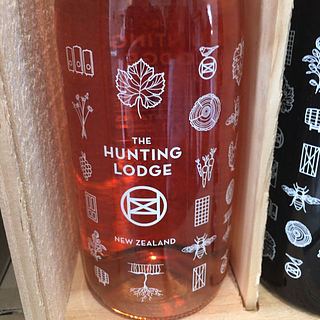 THE
HUNTING
LODGE
NEW ZEALAND